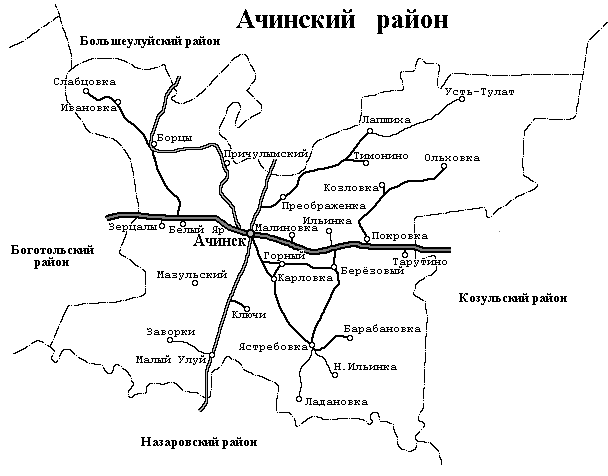 Ачинский район
Большеулуйский район
Слабцовка
Ивановка
Усть-Тулат
Лапшиха
Борцы
Причулымский
Тимонино
Ольховка
Козловка
Преображенка
Зерцалы
Белый Яр
Ачинск
Малиновка
Ильинка
Покровка
Боготольский
район
Горный
Берёзовый
Тарутино
Мазульский
Карловка
Козульский район
Ключи
Заворки
Барабановка
Малый Улуй
Ястребовка
Н.Ильинка
Ладановка
Назаровский район